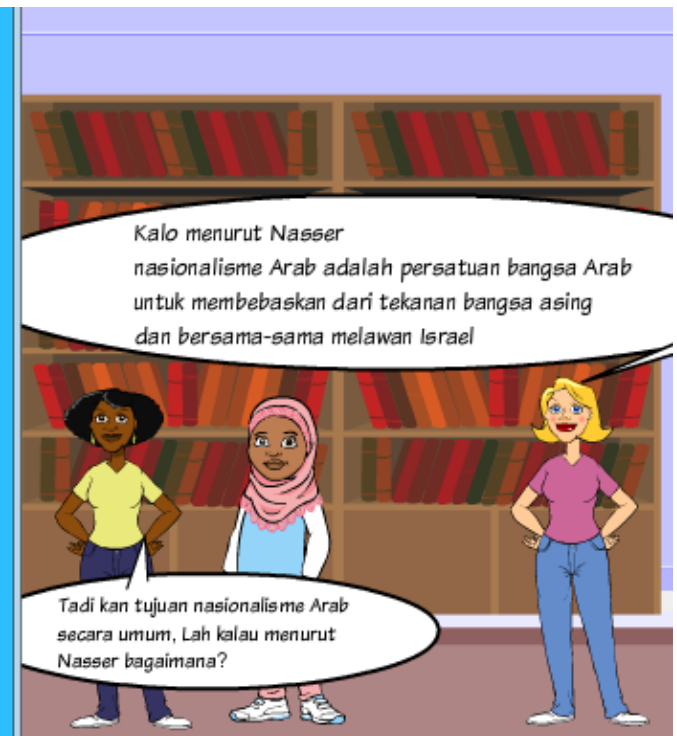 Kalo menurut Nasser
nasionalisme Arab adalah persatuan bangsa Arab
untuk membebaskan dari tekanan bangsa asing
dan bersama-sama melawan Israel
Tadi kan tujuan nasionalisme Arab
secara umum, Lah kalau menurut
Nasser bagaimana?